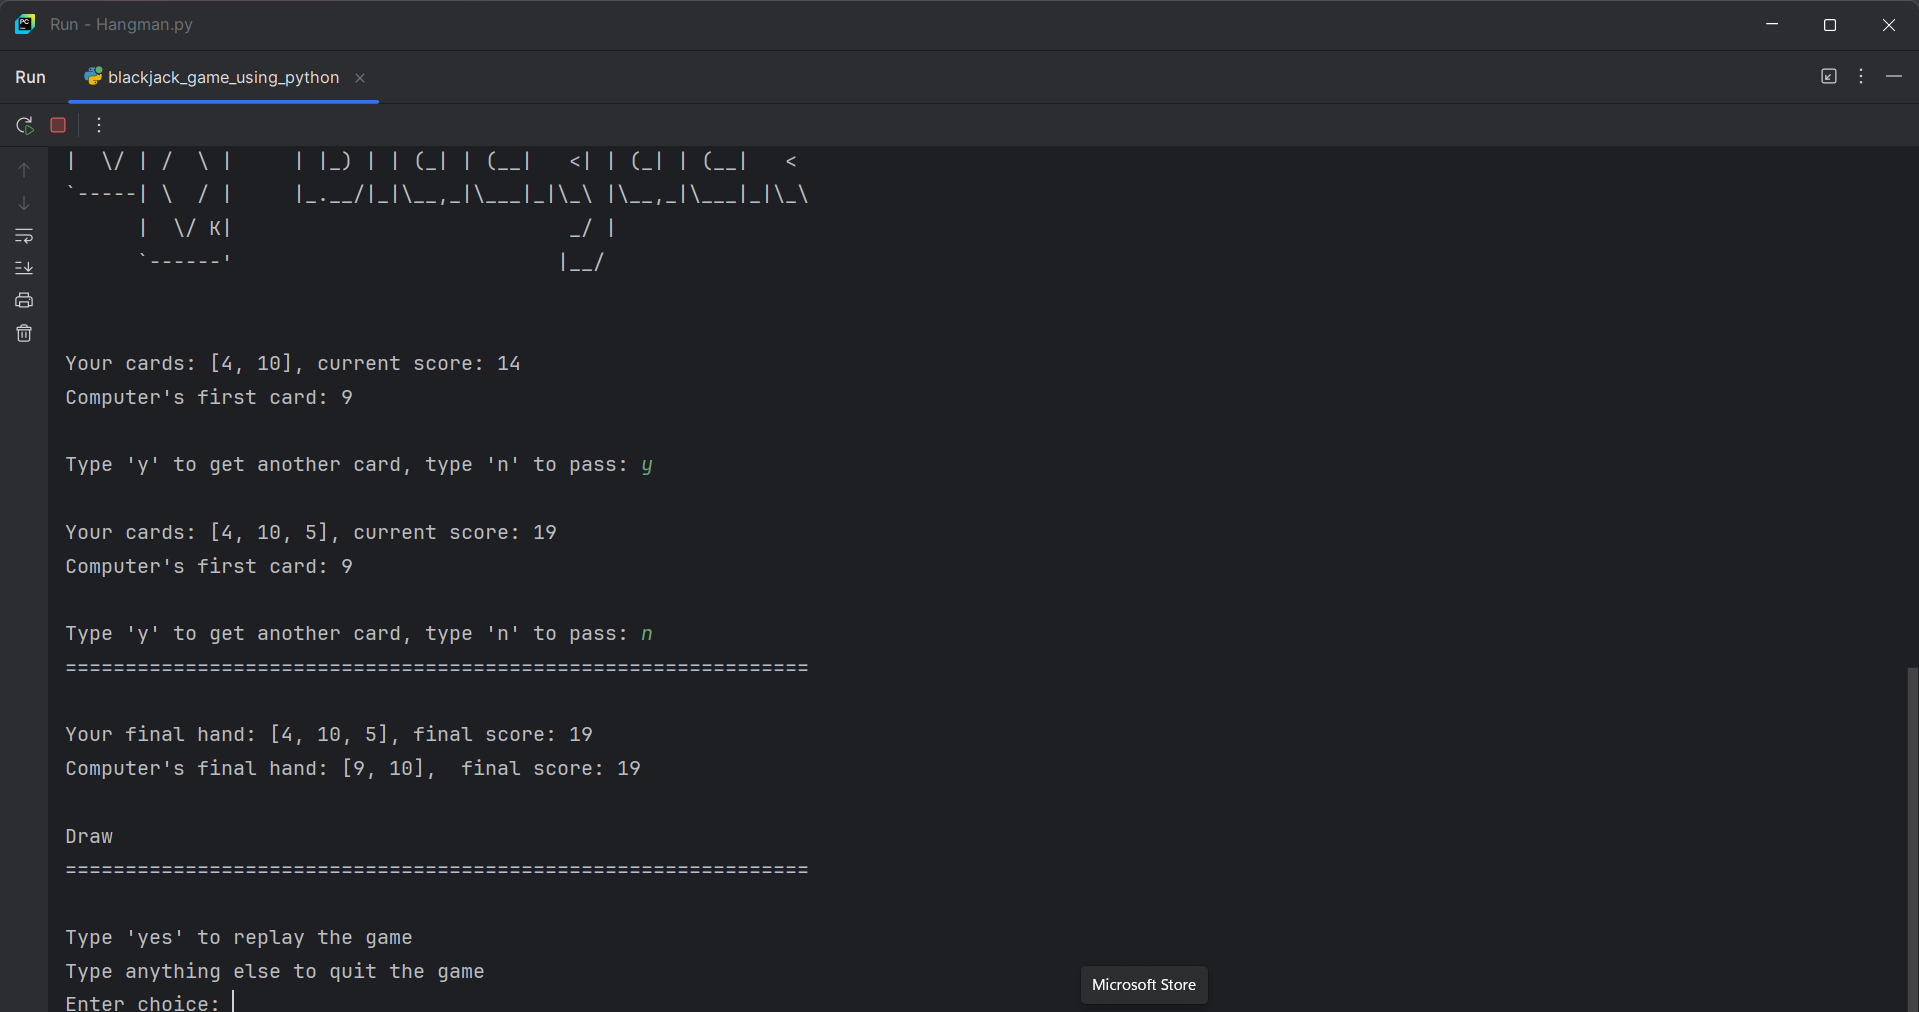 Run - Hangman.py
Run blackjack_game_using_python
|  \/ | / \ |     | |_) | | (_| | (__|   <| | (_| | (__|   <
`-----| \ / |     |_.__/|_|\__,_|\___|_|\_\ |\__,_|\___|_|\_\
      |  \/ K|                            _/ |
      `------'                           |__/
Your cards: [4, 10], current score: 14
Computer's first card: 9
Type 'y' to get another card, type 'n' to pass: y
Your cards: [4, 10, 5], current score: 19
Computer's first card: 9
Type 'y' to get another card, type 'n' to pass: n
==============================================================
Your final hand: [4, 10, 5], final score: 19
Computer's final hand: [9, 10],  final score: 19
Draw
==============================================================
Type 'yes' to replay the game
Type anything else to quit the game
Enter choice:
Microsoft Store